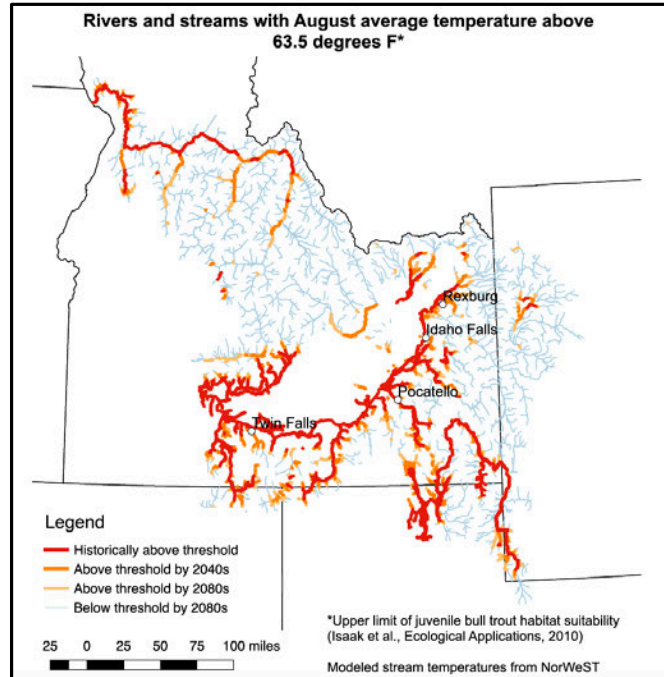 Rivers and streams with August average temperature above
63.5 degrees F*
Rexburg
Idaho Falls
Pocatello
Twin Falls
Legend
Historically above threshold
Above threshold by 2040s
Above threshold by 2080s
Below threshold by 2080s
25 0 25 50 75 100 miles
*Upper limit of juvenile bull trout habitat suitability
(Isaak et al., Ecological Applications, 2010)
Modeled stream temperatures from NorWeST